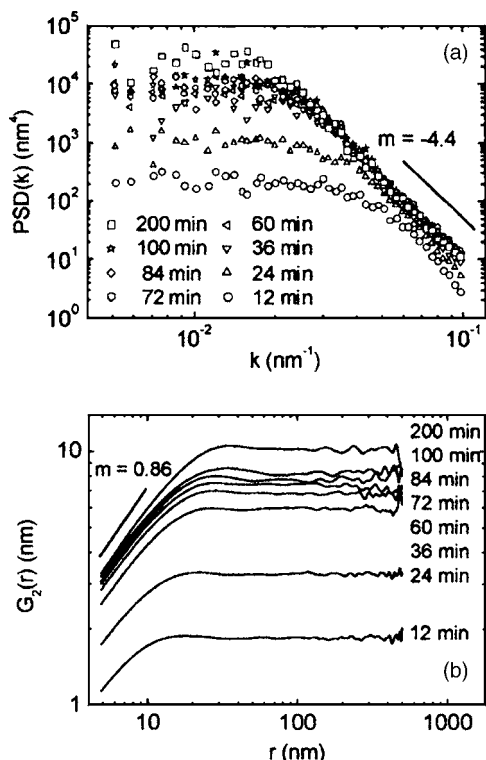 (a)
10^5
10^4
10^3
10^2
10^1
10^0
PSD(k) (nm^4)
m = -4.4
200 min 60 min
100 min 36 min
84 min 24 min
72 min 12 min
10^-2 10^-1
k (nm^-1)
10
1
G_2(r) (nm)
m = 0.86
200 min
100 min
84 min
72 min
60 min
36 min
24 min
12 min
(b)
10 100 1000
r (nm)